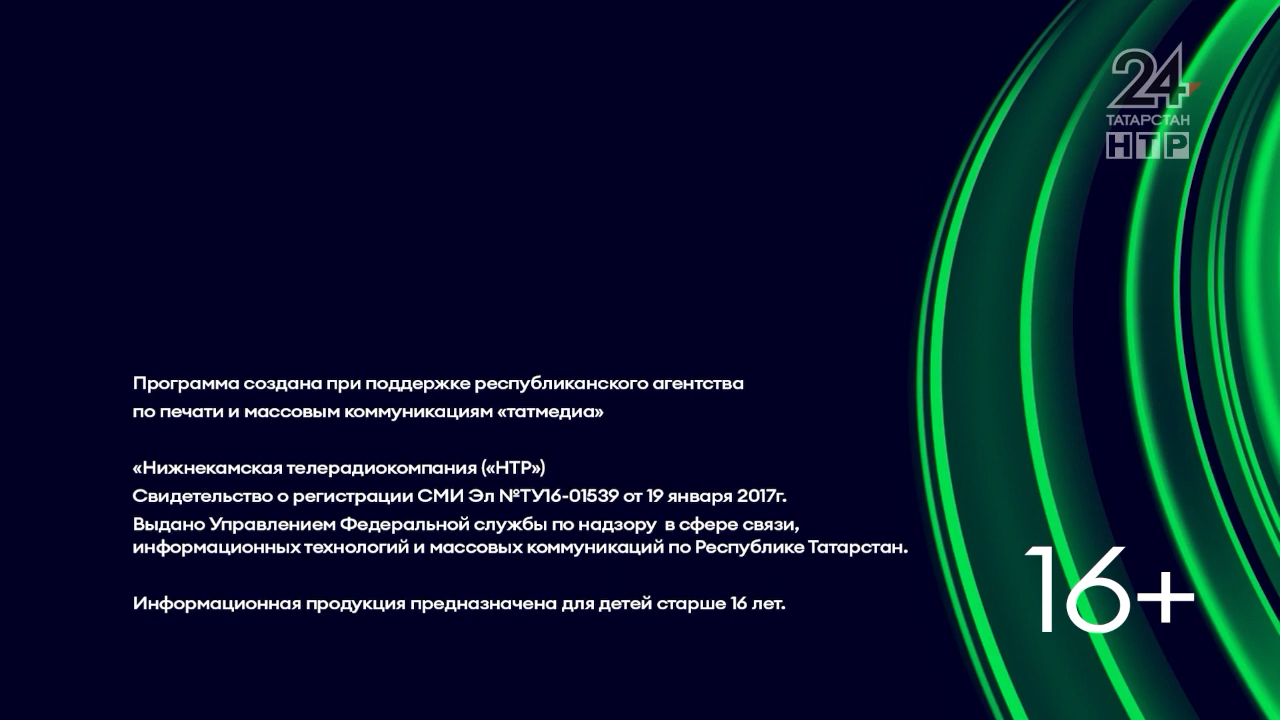 24
ТАТАРСТАН
НТР
Программа создана при поддержке республиканского агентства
по печати и массовым коммуникациям «татмедиа»
«Нижнекамская телерадиокомпания («НТР»)
Свидетельство о регистрации СМИ Эл №ТУ16-01539 от 19 января 2017г.
Выдано Управлением Федеральной службы по надзору в сфере связи,
информационных технологий и массовых коммуникаций по Республике Татарстан.
Информационная продукция предназначена для детей старше 16 лет.
16+